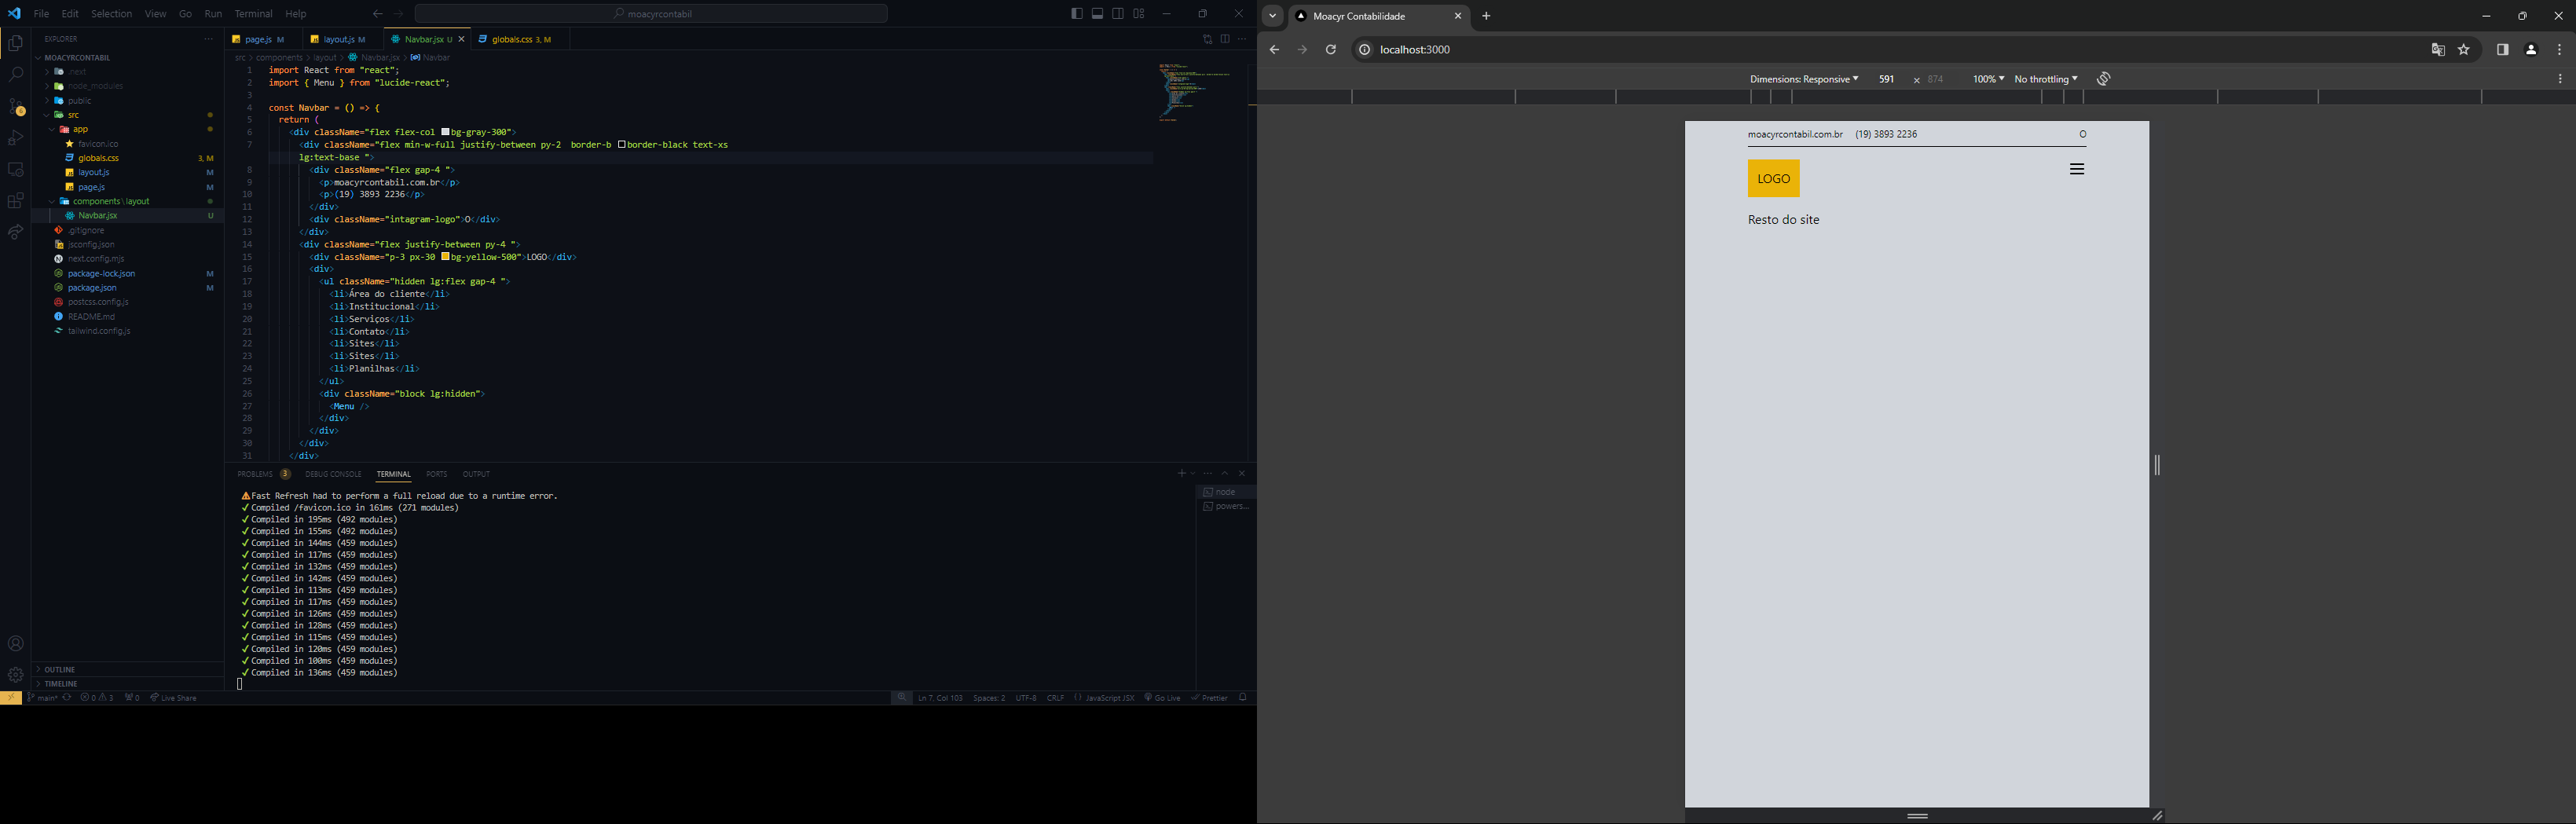 File Edit Selection View Go Run Terminal Help
moacyrcontabil
EXPLORER
MOACYRCONTABIL
.next
node_modules
public
src
app
favicon.ico
globals.css 3, M
layout.js M
page.js M
components\layout
Navbar.jsx U
.gitignore
jsconfig.json
next.config.mjs
package-lock.json M
package.json M
postcss.config.js
README.md
tailwind.config.js
OUTLINE
TIMELINE
page.js M layout.js M Navbar.jsx U globals.css 3, M
src > components > layout > Navbar.jsx > Navbar
1 import React from "react";
2 import { Menu } from "lucide-react";
3
4 const Navbar = () => {
5 return (
6 <div className="flex flex-col bg-gray-300">
7 <div className="flex min-w-full justify-between py-2 border-b border-black text-xs
lg:text-base ">
8 <div className="flex gap-4 ">
9 <p>moacyrcontabil.com.br</p>
10 <p>(19) 3893 2236</p>
11 </div>
12 <div className="intagram-logo">O</div>
13 </div>
14 <div className="flex justify-between py-4 ">
15 <div className="p-3 px-30 bg-yellow-500">LOGO</div>
16 <div>
17 <ul className="hidden lg:flex gap-4 ">
18 <li>Área do cliente</li>
19 <li>Institucional</li>
20 <li>Serviços</li>
21 <li>Contato</li>
22 <li>Sites</li>
23 <li>Sites</li>
24 <li>Planilhas</li>
25 </ul>
26 <div className="block lg:hidden">
27 <Menu />
28 </div>
29 </div>
30 </div>
31 </div>
PROBLEMS 3 DEBUG CONSOLE TERMINAL PORTS OUTPUT
⚠Fast Refresh had to perform a full reload due to a runtime error.
✓ Compiled /favicon.ico in 161ms (271 modules)
✓ Compiled in 195ms (492 modules)
✓ Compiled in 155ms (492 modules)
✓ Compiled in 144ms (459 modules)
✓ Compiled in 117ms (459 modules)
✓ Compiled in 132ms (459 modules)
✓ Compiled in 142ms (459 modules)
✓ Compiled in 113ms (459 modules)
✓ Compiled in 117ms (459 modules)
✓ Compiled in 126ms (459 modules)
✓ Compiled in 128ms (459 modules)
✓ Compiled in 115ms (459 modules)
✓ Compiled in 120ms (459 modules)
✓ Compiled in 100ms (459 modules)
✓ Compiled in 136ms (459 modules)
node
powers...
main* 0 3 0 Live Share
Ln 7, Col 103 Spaces: 2 UTF-8 CRLF {} JavaScript JSX Go Live Prettier
Moacyr Contabilidade
localhost:3000
Dimensions: Responsive 591 × 874 100% No throttling
moacyrcontabil.com.br (19) 3893 2236 O
LOGO
Resto do site